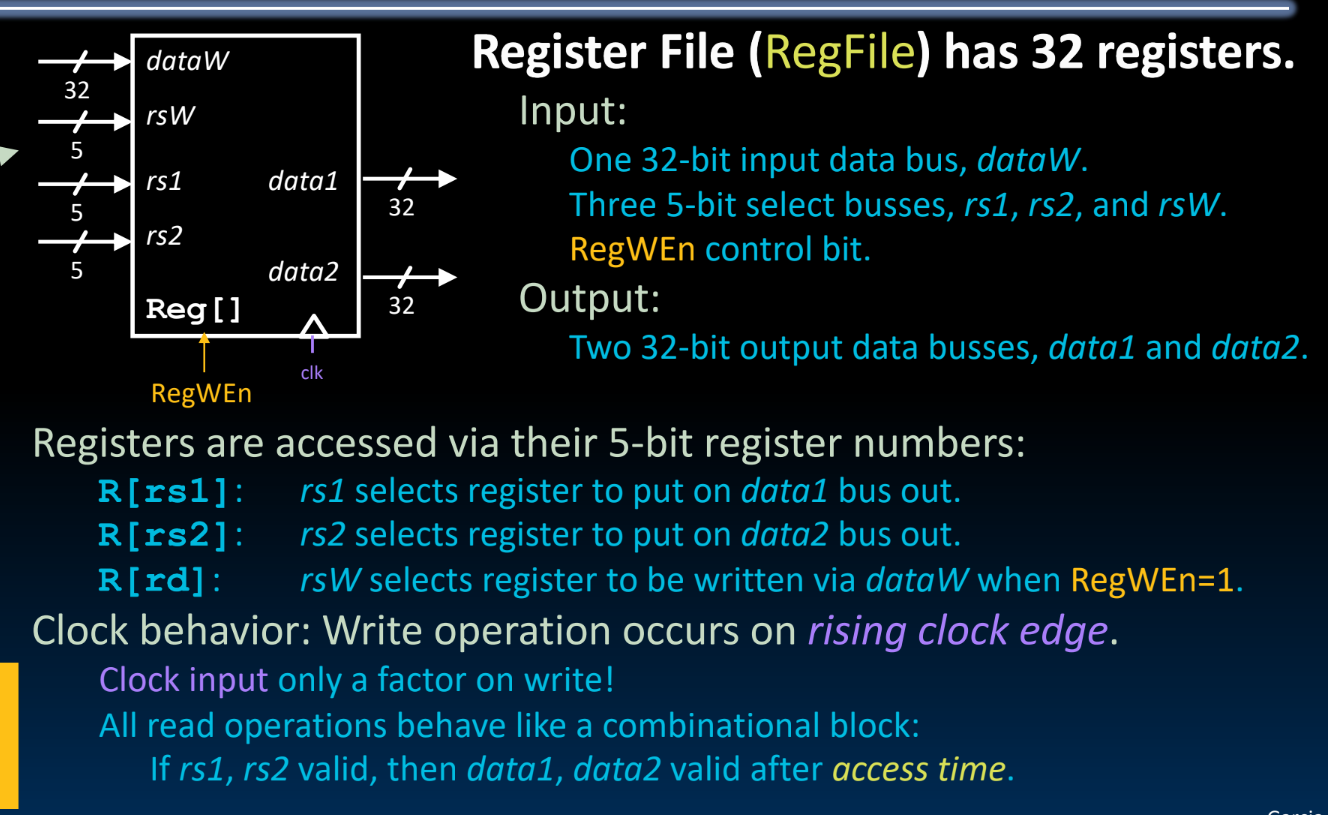 Register File (RegFile) has 32 registers.
dataW
32
rsW
5
rs1
5
rs2
5
data1
32
data2
32
Reg[]
clk
RegWEn
Input:
One 32-bit input data bus, dataW.
Three 5-bit select busses, rs1, rs2, and rsW.
RegWEn control bit.
Output:
Two 32-bit output data busses, data1 and data2.
Registers are accessed via their 5-bit register numbers:
R[rs1]: rs1 selects register to put on data1 bus out.
R[rs2]: rs2 selects register to put on data2 bus out.
R[rd]: rsW selects register to be written via dataW when RegWEn=1.
Clock behavior: Write operation occurs on rising clock edge.
Clock input only a factor on write!
All read operations behave like a combinational block:
If rs1, rs2 valid, then data1, data2 valid after access time.